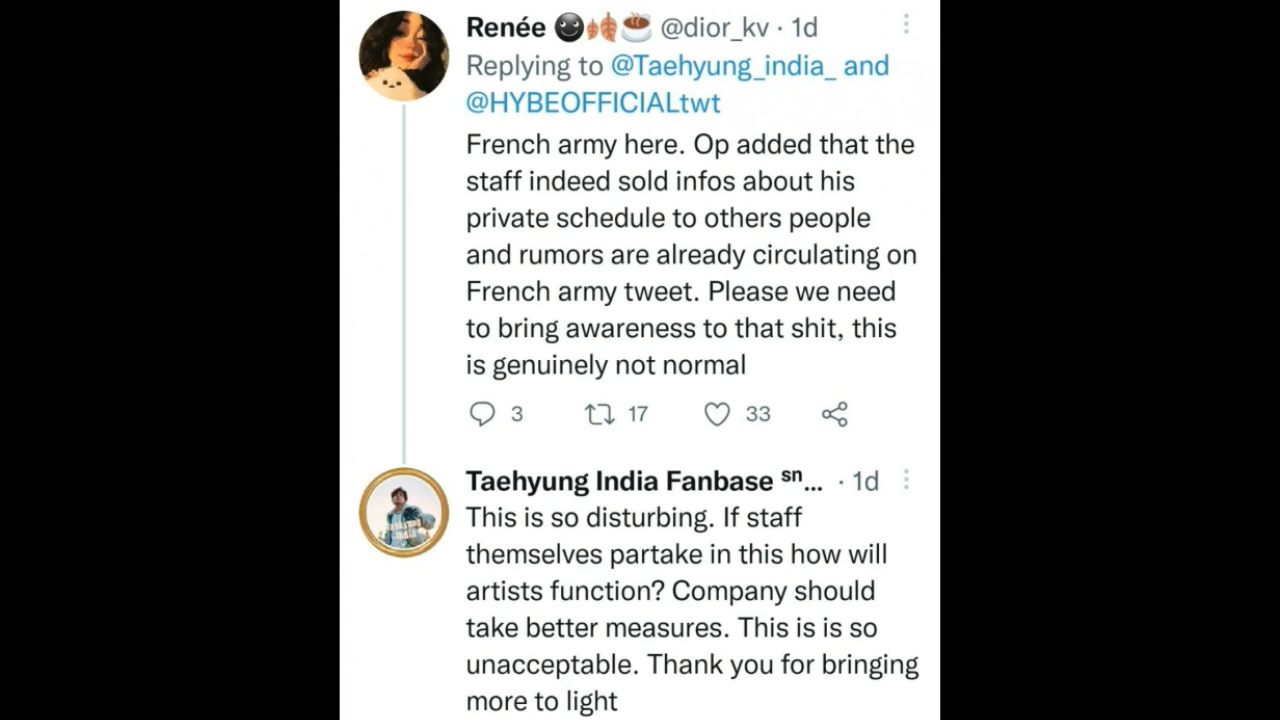 Renée 🖤🍂☕ @dior_kv · 1d
Replying to @Taehyung_india_ and
@HYBEOFFICIALtwt
French army here. Op added that the
staff indeed sold infos about his
private schedule to others people
and rumors are already circulating on
French army tweet. Please we need
to bring awareness to that shit, this
is genuinely not normal
3 17 33
Taehyung India Fanbase ˢⁿ... · 1d
This is so disturbing. If staff
themselves partake in this how will
artists function? Company should
take better measures. This is is so
unacceptable. Thank you for bringing
more to light